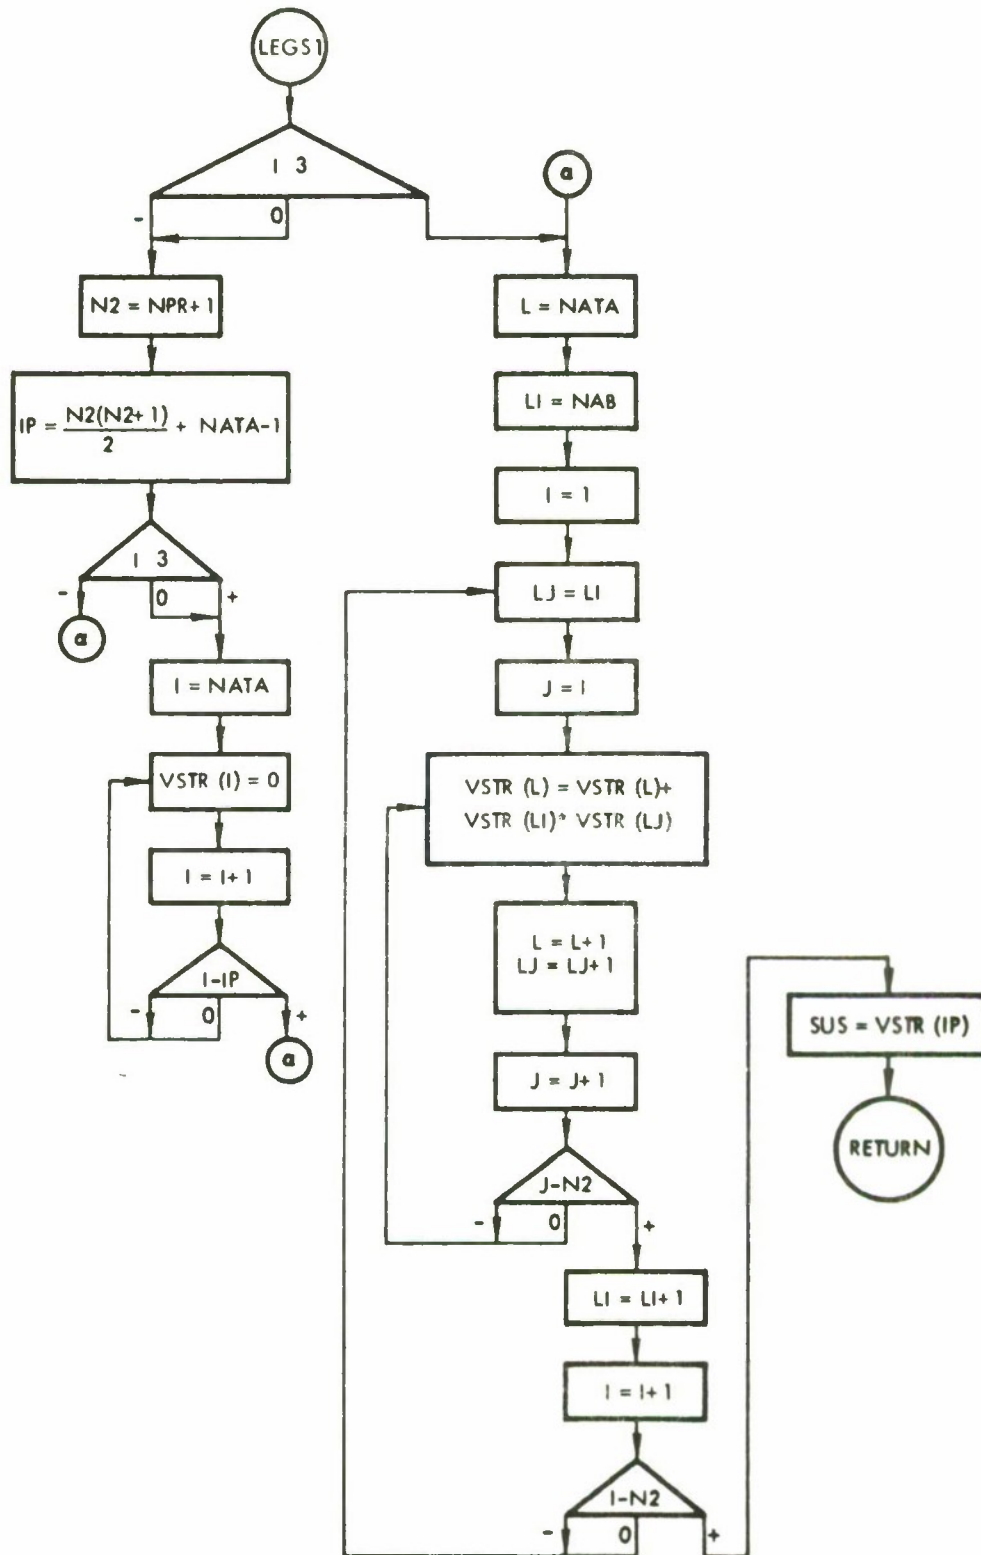 LEGS1
I 3
-
0
α
N2 = NPR+1
L = NATA
IP = N2(N2+1)/2 + NATA-1
LI = NAB
I = 1
I 3
-
0
+
α
LJ = LI
I = NATA
J = I
VSTR (I) = 0
VSTR (L) = VSTR (L)+
VSTR (LI)* VSTR (LJ)
I = I+1
L = L+1
LJ = LJ+1
I-IP
-
0
+
α
SUS = VSTR (IP)
J = J+1
RETURN
J-N2
-
0
+
LI = LI+1
I = I+1
I-N2
-
0
+